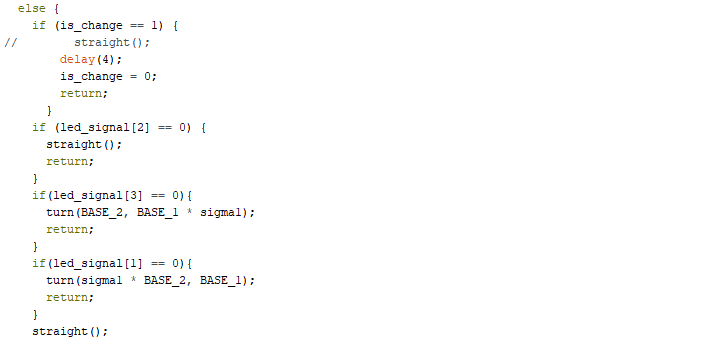 else {
if (is_change == 1) {
// straight();
delay(4);
is_change = 0;
return;
}
if (led_signal[2] == 0) {
straight();
return;
}
if(led_signal[3] == 0){
turn(BASE_2, BASE_1 * sigma1);
return;
}
if(led_signal[1] == 0){
turn(sigma1 * BASE_2, BASE_1);
return;
}
straight();